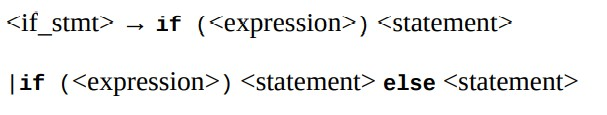 <if_stmt> → if (<expression>) <statement>
|if (<expression>) <statement> else <statement>